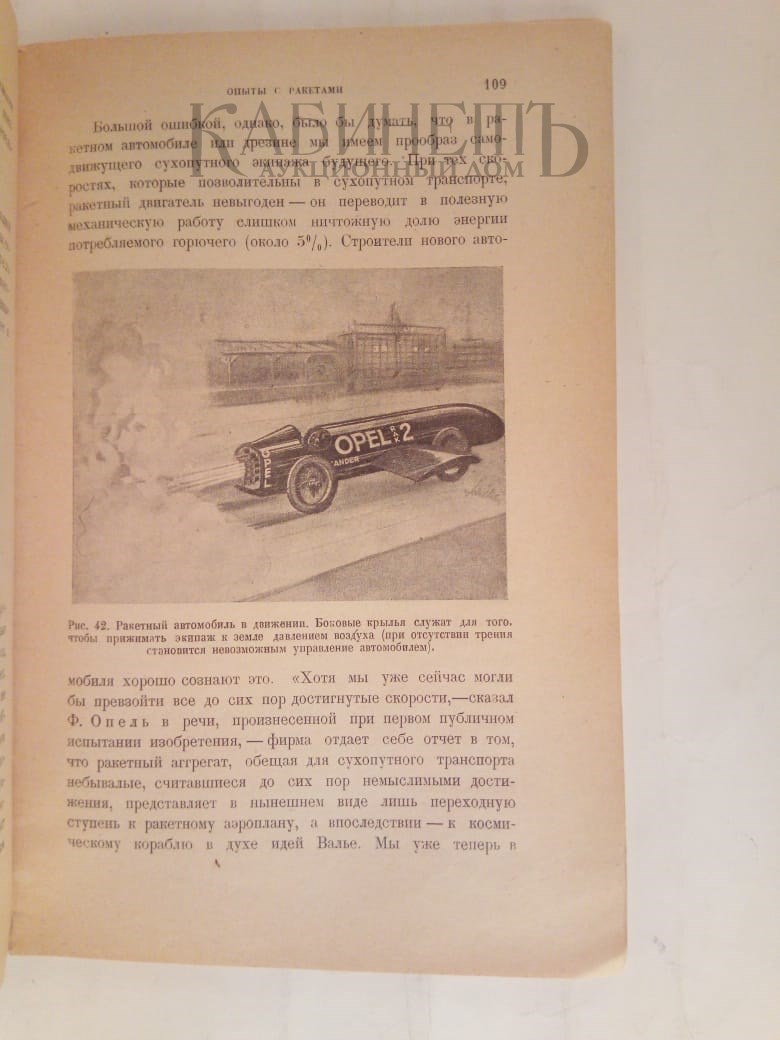 ОПЫТЫ С РАКЕТАМИ 109
КАБИНЕТЪ
АУКЦИОННЫЙ ДОМ
Большой ошибкой, однако, было бы думать, что в ра-
кетном автомобиле или дрезине мы имеем прообраз само-
движущего сухопутного экипажа будущего. При тех ско-
ростях, которые позволительны в сухопутном транспорте,
ракетный двигатель невыгоден — он переводит в полезную
механическую работу слишком ничтожную долю энергии
потребляемого горючего (около 5%). Строители нового авто-
OPEL RAK 2
OPEL
ANDER
Рис. 42. Ракетный автомобиль в движении. Боковые крылья служат для того,
чтобы прижимать экипаж к земле давлением воздуха (при отсутствии трения
становится невозможным управление автомобилем).
мобиля хорошо сознают это. «Хотя мы уже сейчас могли
бы превзойти все до сих пор достигнутые скорости,—сказал
Ф. Опель в речи, произнесенной при первом публичном
испытании изобретения, — фирма отдает себе отчет в том,
что ракетный аггрегат, обещая для сухопутного транспорта
небывалые, считавшиеся до сих пор немыслимыми дости-
жения, представляет в нынешнем виде лишь переходную
ступень к ракетному аэроплану, а впоследствии — к косми-
ческому кораблю в духе идей Валье. Мы уже теперь в